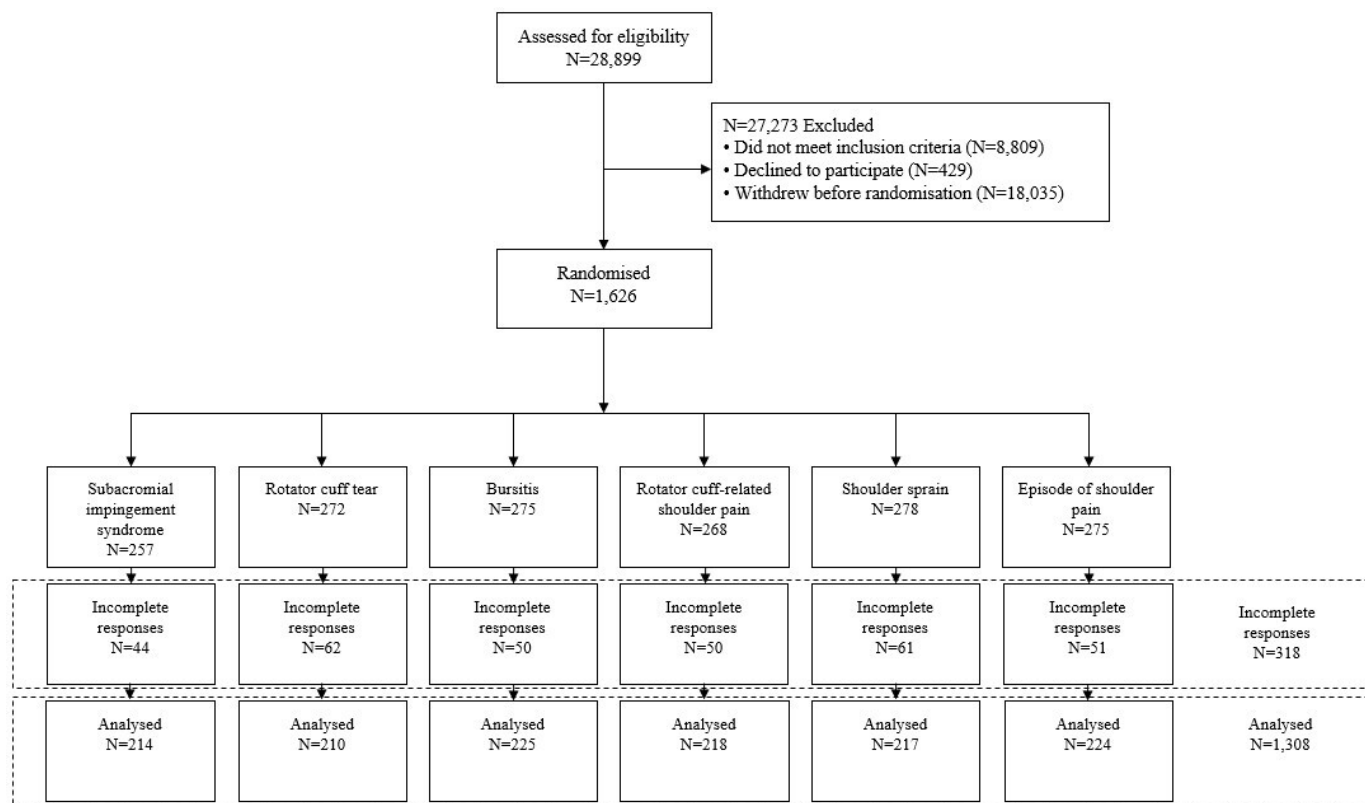 Assessed for eligibility
N=28,899
N=27,273 Excluded
• Did not meet inclusion criteria (N=8,809)
• Declined to participate (N=429)
• Withdrew before randomisation (N=18,035)
Randomised
N=1,626
Subacromial
impingement
syndrome
N=257
Rotator cuff tear
N=272
Bursitis
N=275
Rotator cuff-related
shoulder pain
N=268
Shoulder sprain
N=278
Episode of shoulder
pain
N=275
Incomplete
responses
N=44
Incomplete
responses
N=62
Incomplete
responses
N=50
Incomplete
responses
N=50
Incomplete
responses
N=61
Incomplete
responses
N=51
Incomplete
responses
N=318
Analysed
N=214
Analysed
N=210
Analysed
N=225
Analysed
N=218
Analysed
N=217
Analysed
N=224
Analysed
N=1,308